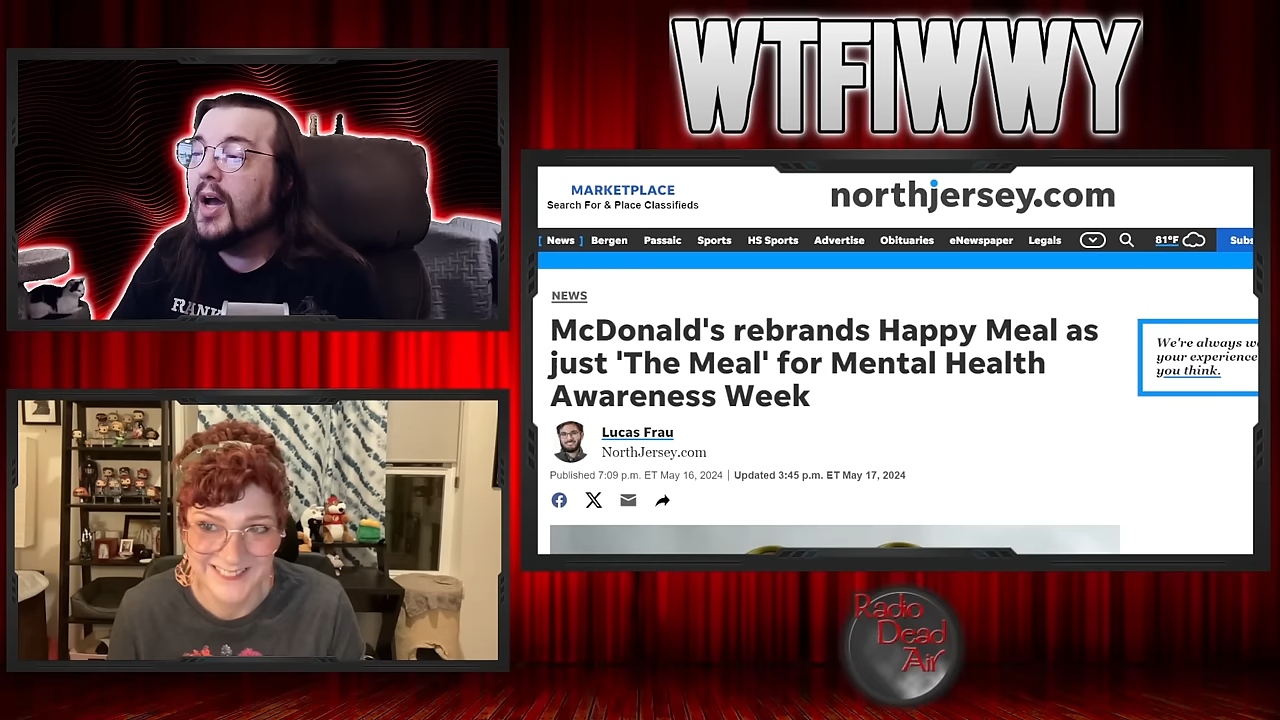 WTFIWWY
RANK
MARKETPLACE
Search For & Place Classifieds
northjersey.com
[ News ] Bergen Passaic Sports HS Sports Advertise Obituaries eNewspaper Legals 81°F Subs
NEWS
McDonald's rebrands Happy Meal as
just 'The Meal' for Mental Health
Awareness Week
We're always wo
your experience
you think.
Lucas Frau
NorthJersey.com
Published 7:09 p.m. ET May 16, 2024 | Updated 3:45 p.m. ET May 17, 2024
Radio
Dead
Air